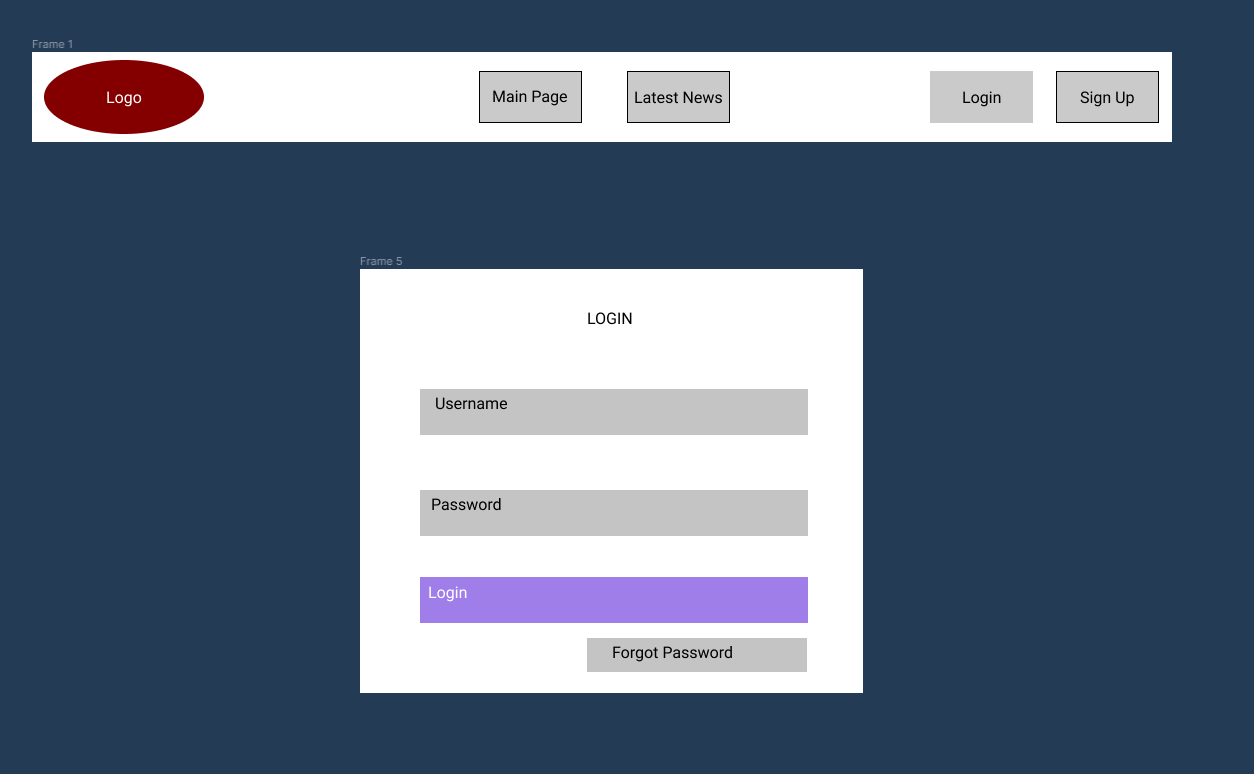 Frame 1
Logo
Main Page
Latest News
Login
Sign Up
Frame 5
LOGIN
Username
Password
Login
Forgot Password